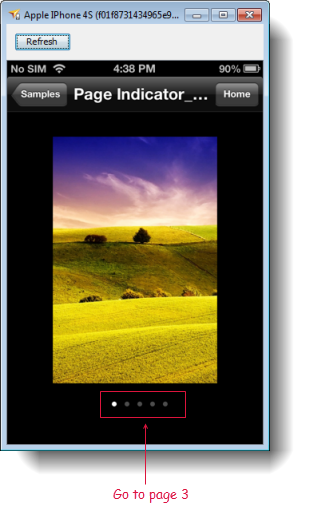 Apple IPhone 4S (f01f8731434965e9...
Refresh
No SIM 4:38 PM 90%
Samples Page Indicator_... Home
Go to page 3